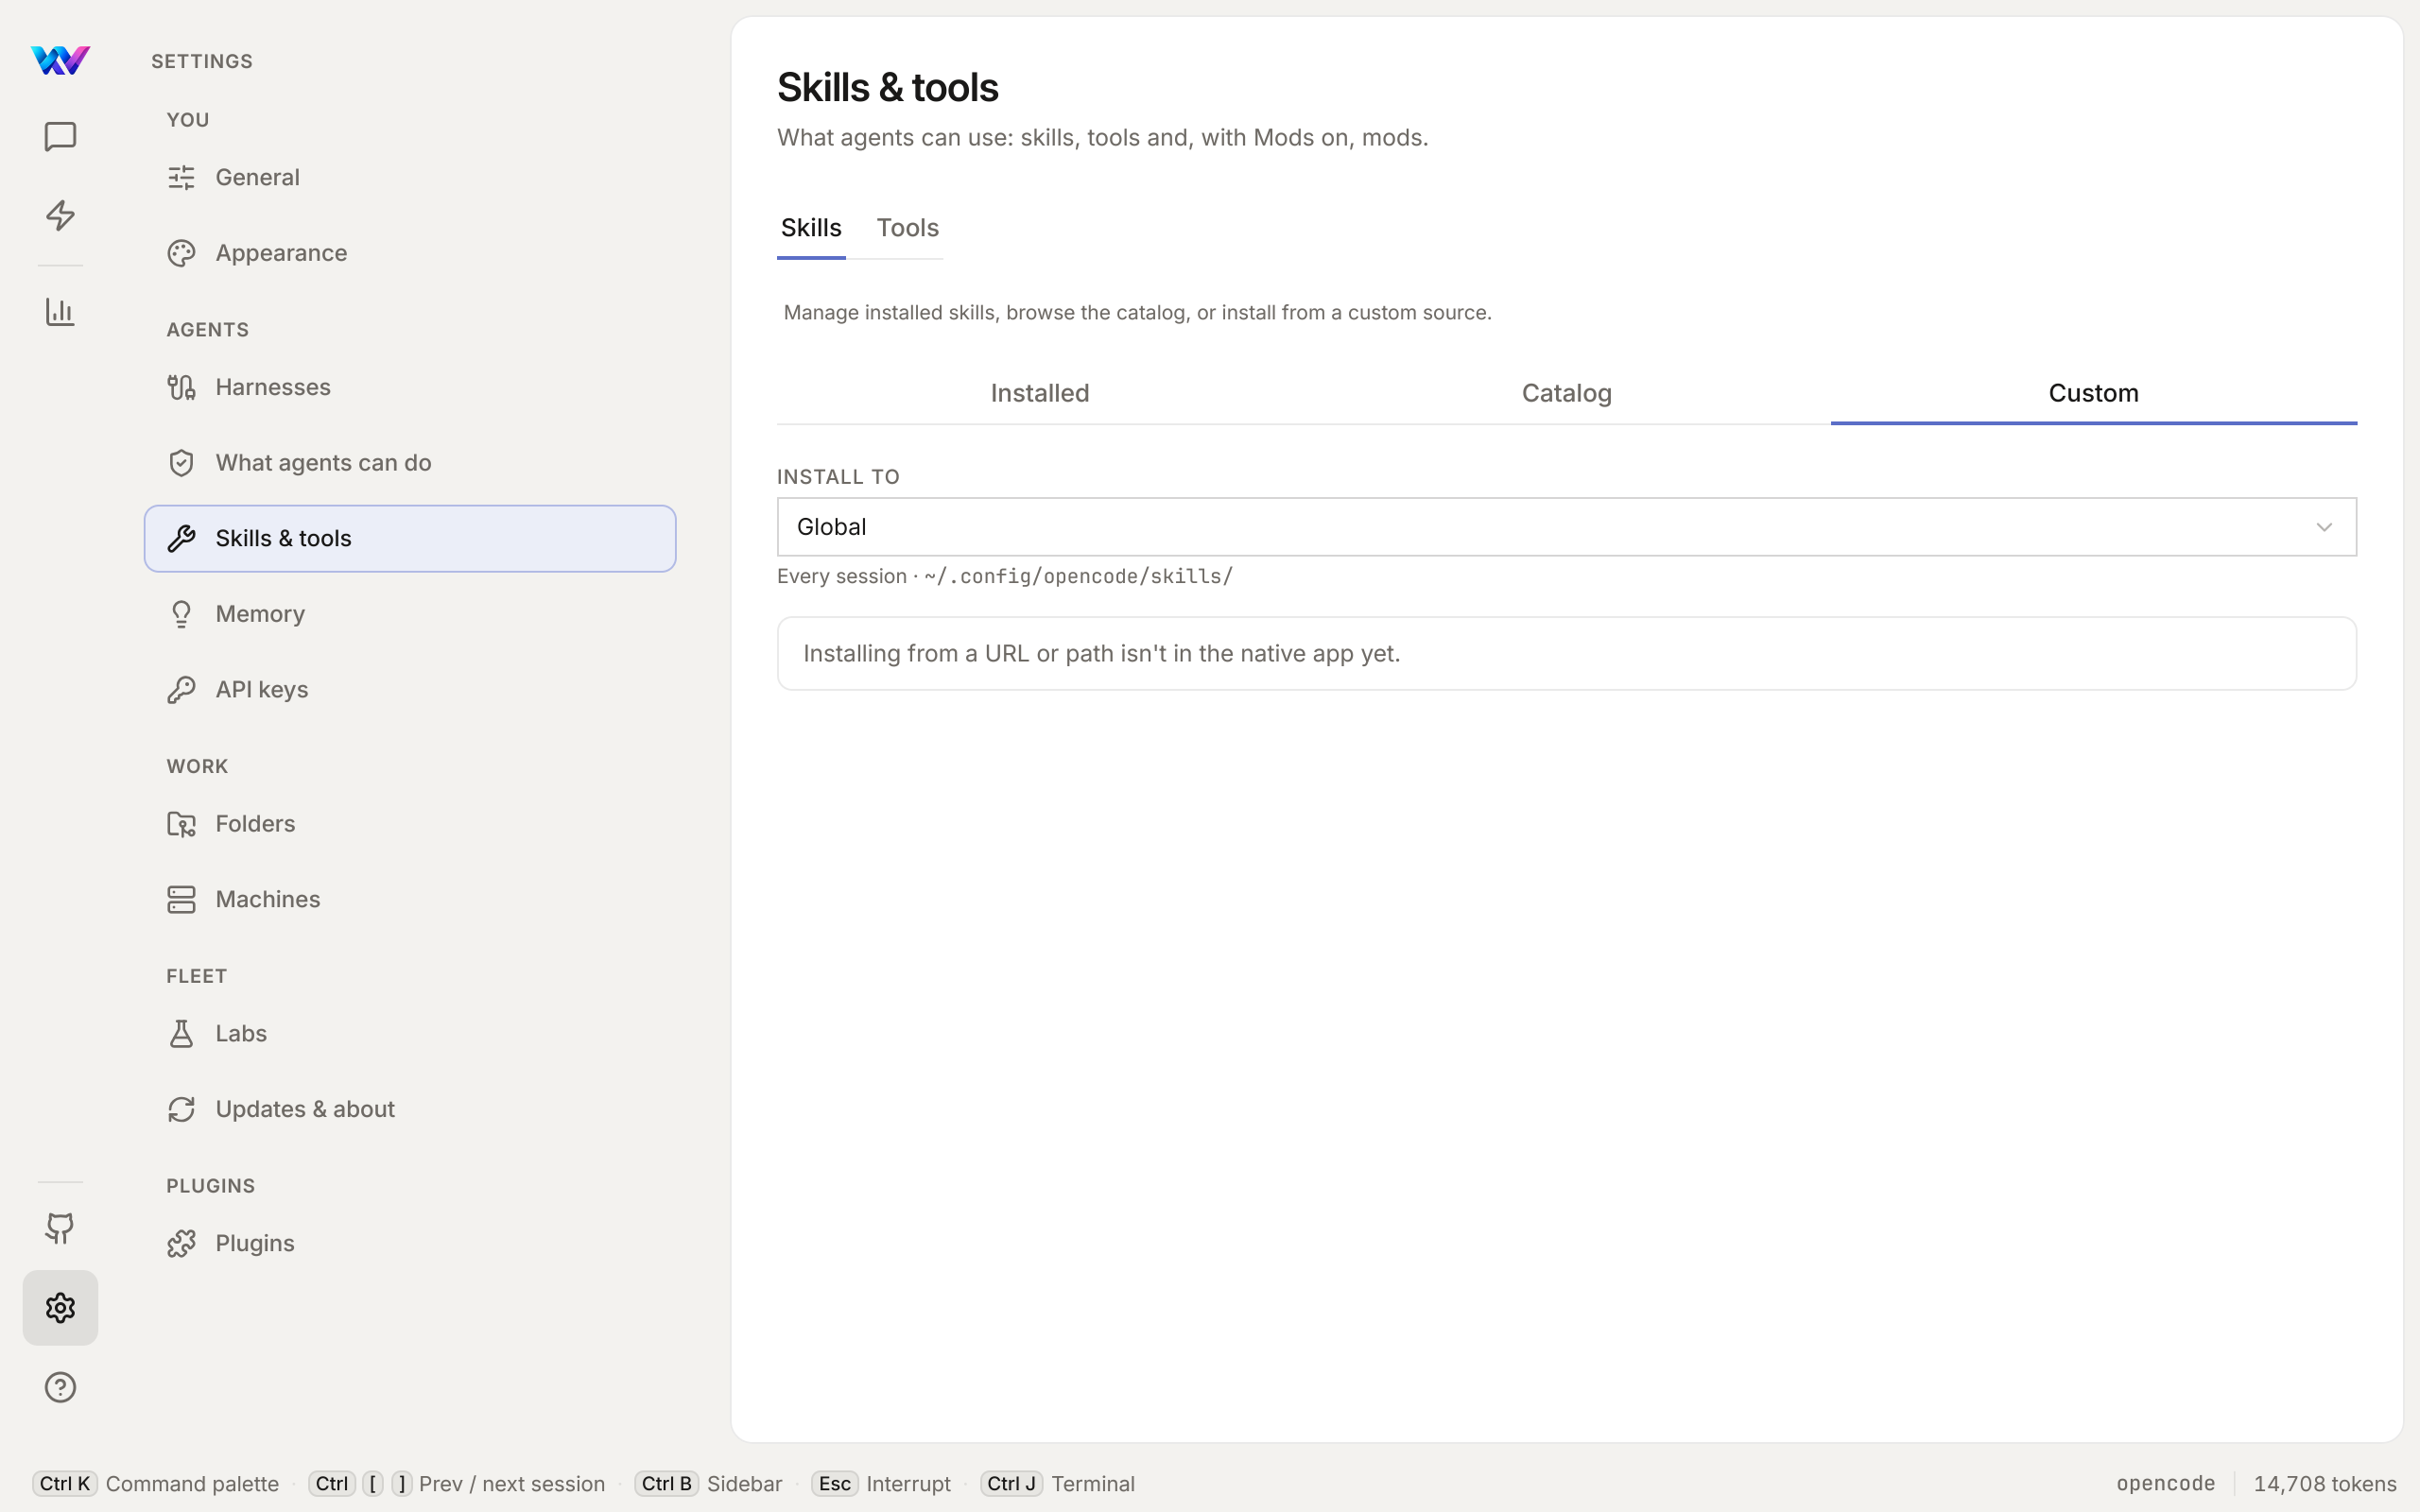 SETTINGS
YOU
General
Appearance
AGENTS
Harnesses
What agents can do
Skills & tools
Memory
API keys
WORK
Folders
Machines
FLEET
Labs
Updates & about
PLUGINS
Plugins
Skills & tools
What agents can use: skills, tools and, with Mods on, mods.
Skills Tools
Manage installed skills, browse the catalog, or install from a custom source.
Installed Catalog Custom
INSTALL TO
Global
Every session · ~/.config/opencode/skills/
Installing from a URL or path isn't in the native app yet.
Ctrl K Command palette · Ctrl [ ] Prev / next session · Ctrl B Sidebar · Esc Interrupt · Ctrl J Terminal
opencode 14,708 tokens